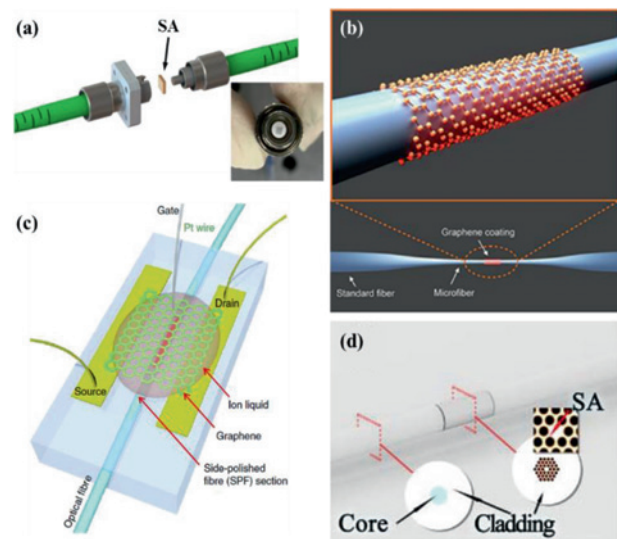 (a)
SA
(b)
Graphene coating
Standard fiber
Microfiber
(c)
Gate
Pt wire
Drain
Source
Ion liquid
Graphene
Side-polished
fibre (SPF) section
Optical fibre
(d)
SA
Core
Cladding